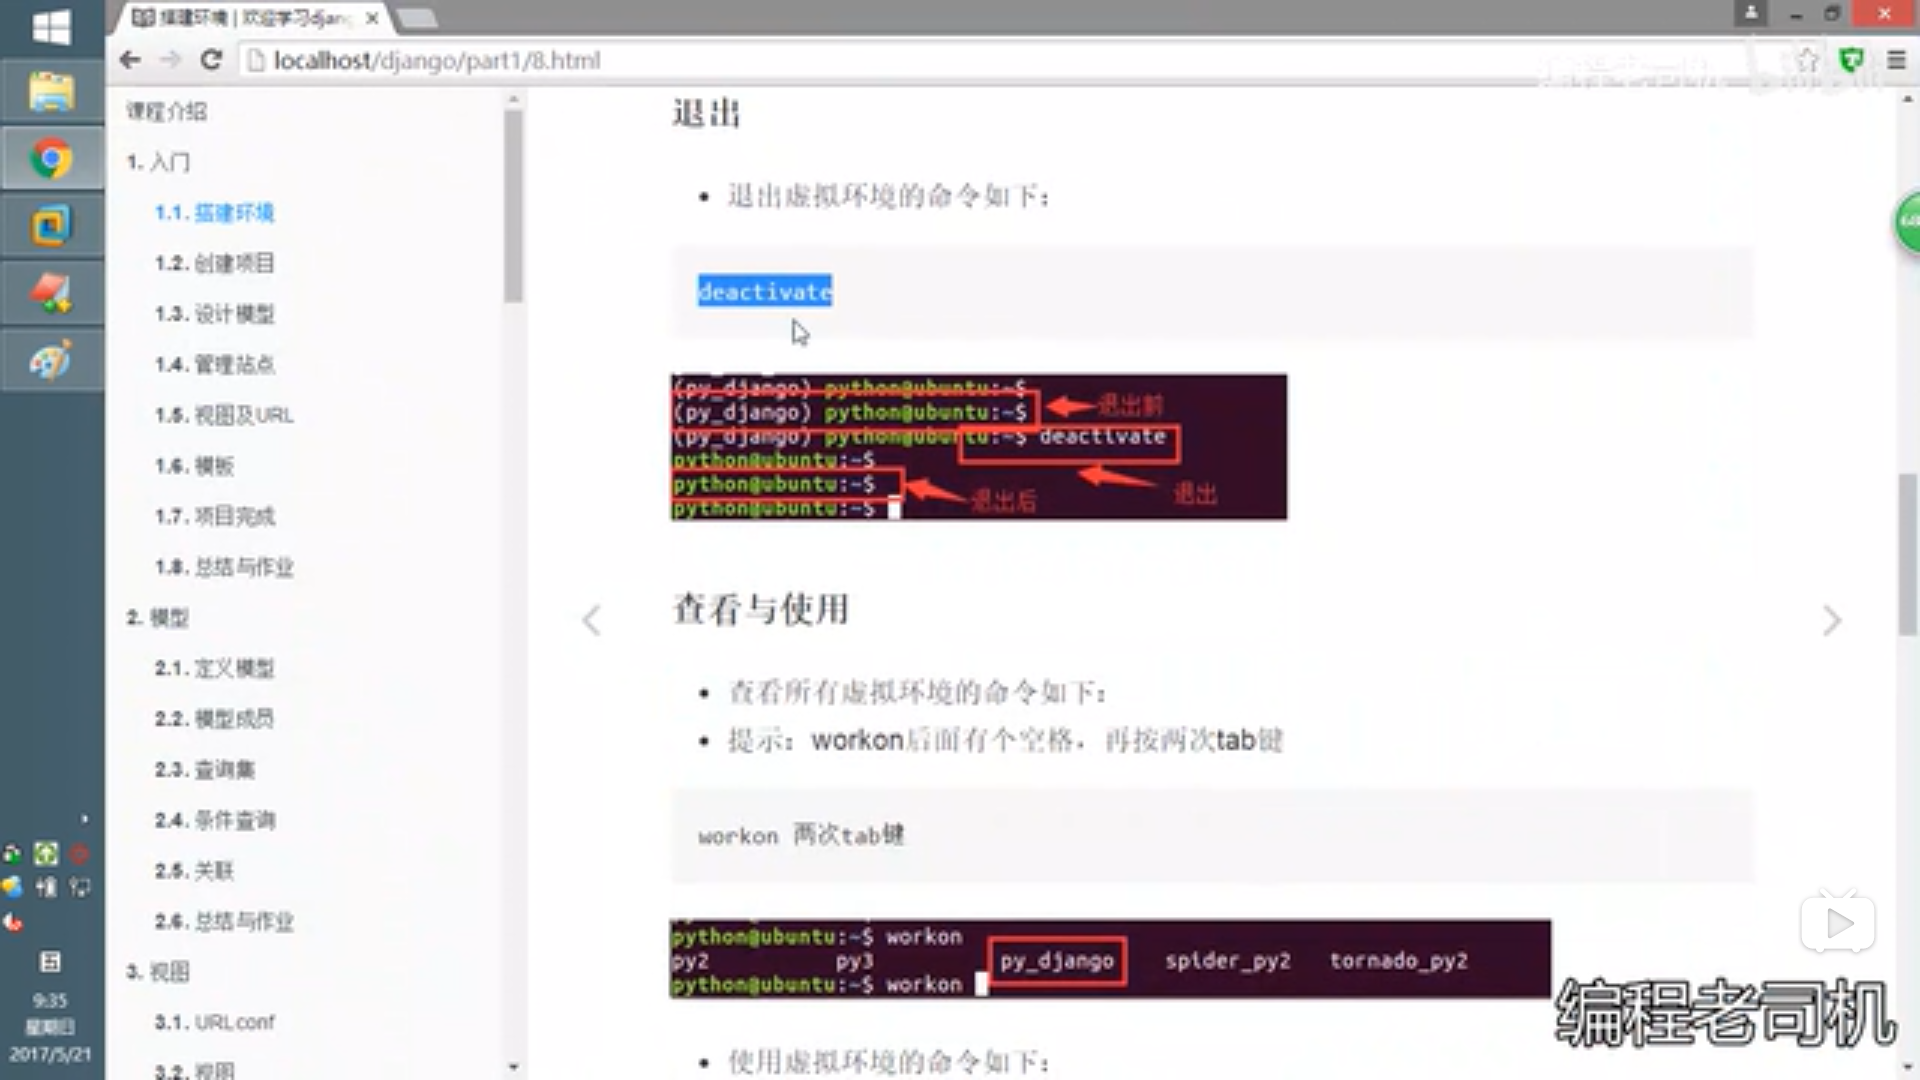 搭建环境 | 欢迎学习djang
localhost/django/part1/8.html
课程介绍
1. 入门
1.1. 搭建环境
1.2. 创建项目
1.3. 设计模型
1.4. 管理站点
1.5. 视图及URL
1.6. 模板
1.7. 项目完成
1.8. 总结与作业
2. 模型
2.1. 定义模型
2.2. 模型成员
2.3. 查询集
2.4. 条件查询
2.5. 关联
2.6. 总结与作业
3. 视图
3.1. URLconf
3.2. 视图
退出
退出虚拟环境的命令如下：
deactivate
(py_django) python@ubuntu:~$
(py_django) python@ubuntu:~$ 退出前
(py_django) python@ubuntu:~$ deactivate
python@ubuntu:~$
python@ubuntu:~$ 退出后 退出
python@ubuntu:~$
查看与使用
查看所有虚拟环境的命令如下：
提示：workon后面有个空格，再按两次tab键
workon 两次tab键
python@ubuntu:~$ workon
py2 py3 py_django spider_py2 tornado_py2
python@ubuntu:~$ workon
使用虚拟环境的命令如下：
9:35
星期日
2017/5/21
编程老司机